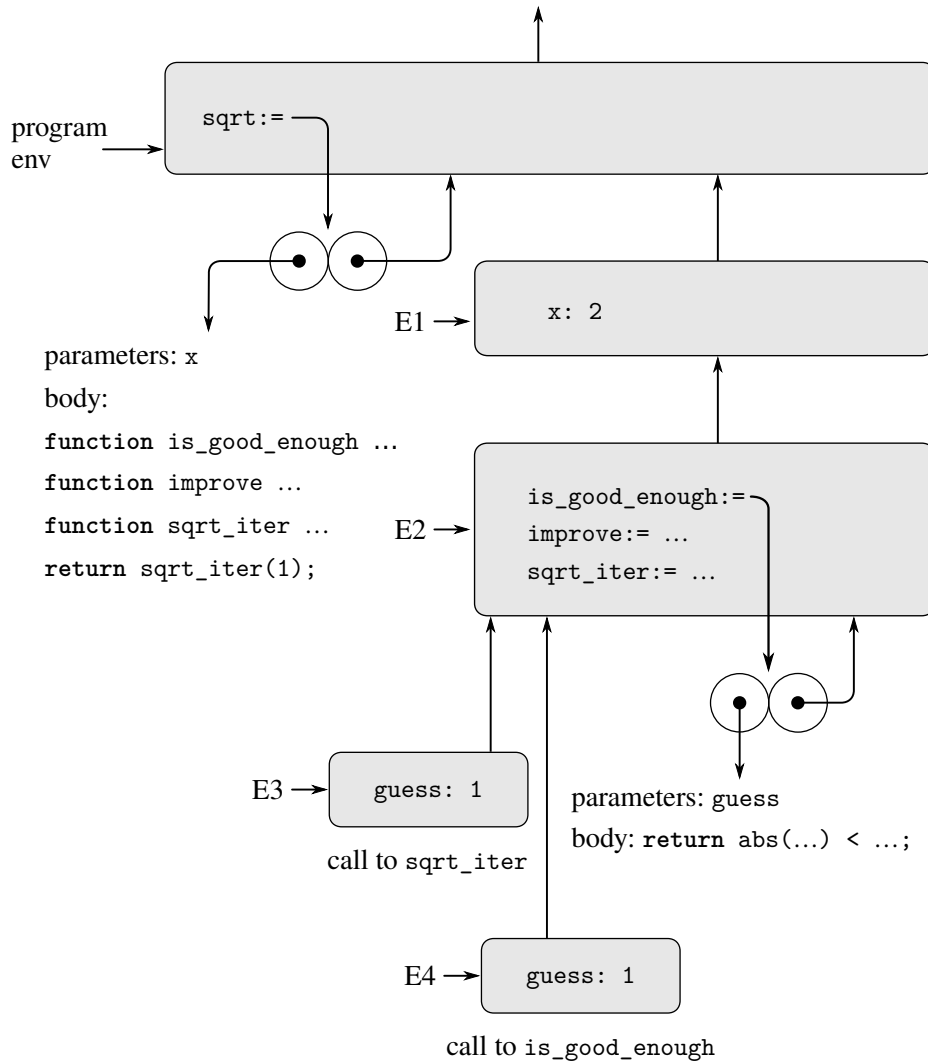 sqrt:=
program
env
E1
x: 2
parameters: x
body:
function is_good_enough ...
function improve ...
function sqrt_iter ...
return sqrt_iter(1);
E2
is_good_enough:=
improve:= ...
sqrt_iter:= ...
E3
guess: 1
call to sqrt_iter
parameters: guess
body: return abs(...) < ...;
E4
guess: 1
call to is_good_enough